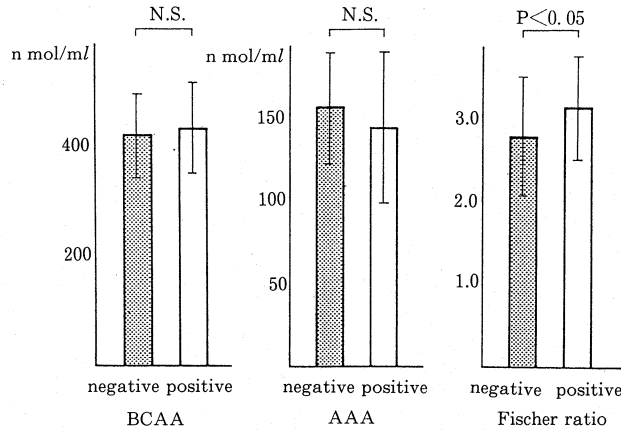 N.S.
N.S.
P<0.05
n mol/ml
n mol/ml
400
200
150
100
50
3.0
2.0
1.0
negative positive
negative positive
negative positive
BCAA
AAA
Fischer ratio